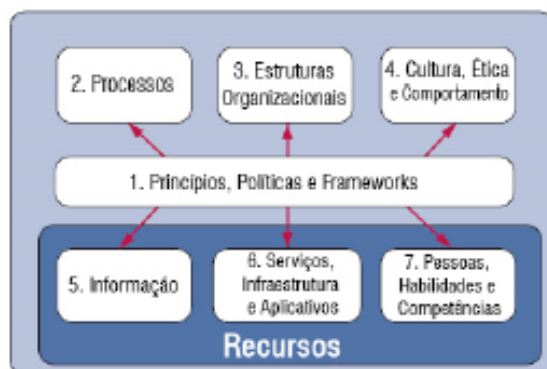 2. Processos
3. Estruturas
Organizacionais
4. Cultura, Ética
e Comportamento
1. Princípios, Políticas e Frameworks
5. Informação
6. Serviços,
Infraestrutura
e Aplicativos
7. Pessoas,
Habilidades e
Competências
Recursos